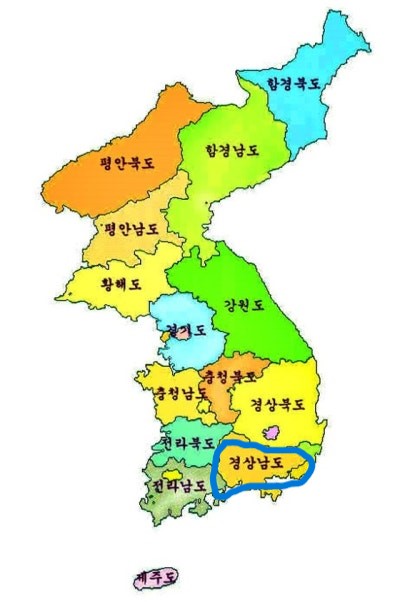 함경북도
함경남도
평안북도
평안남도
황해도
강원도
경기도
충청북도
충청남도
경상북도
전라북도
경상남도
전라남도
제주도